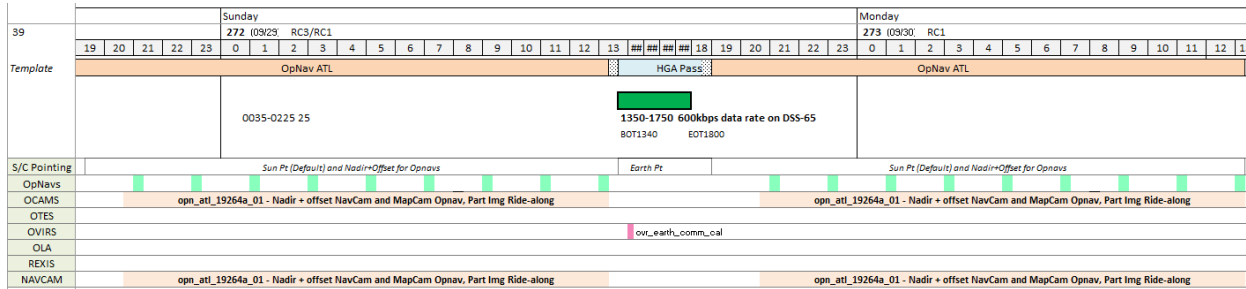 Sunday Monday
39 272 (09/29) RC3/RC1 273 (09/30) RC1
19 20 21 22 23 0 1 2 3 4 5 6 7 8 9 10 11 12 13 ## ## ## ## 18 19 20 21 22 23 0 1 2 3 4 5 6 7 8 9 10 11 12 1
Template OpNav ATL HGA Pass OpNav ATL
0035-0225 25 1350-1750 600kbps data rate on DSS-65
BOT1340 EOT1800
S/C Pointing Sun Pt (Default) and Nadir+Offset for Opnavs Earth Pt Sun Pt (Default) and Nadir+Offset for Opnavs
OpNavs
OCAMS opn_atl_19264a_01 - Nadir + offset NavCam and MapCam Opnav, Part Img Ride-along opn_atl_19264a_01 - Nadir + offset NavCam and MapCam Opnav, Part Img Ride-along
OTES
OVIRS ovr_earth_comm_cal
OLA
REXIS
NAVCAM opn_atl_19264a_01 - Nadir + offset NavCam and MapCam Opnav, Part Img Ride-along opn_atl_19264a_01 - Nadir + offset NavCam and MapCam Opnav, Part Img Ride-along